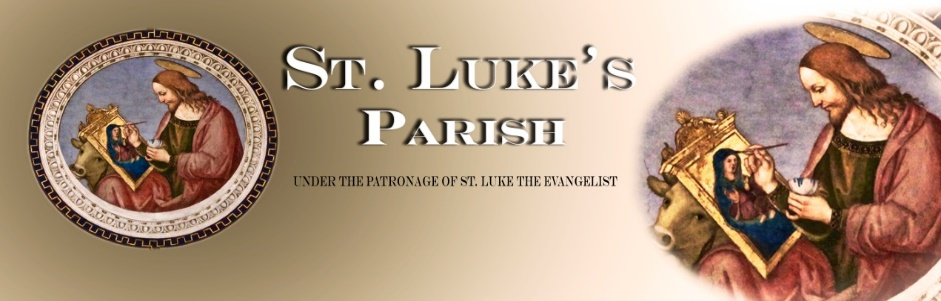 ST. LUKE'S
PARISH
UNDER THE PATRONAGE OF ST. LUKE THE EVANGELIST